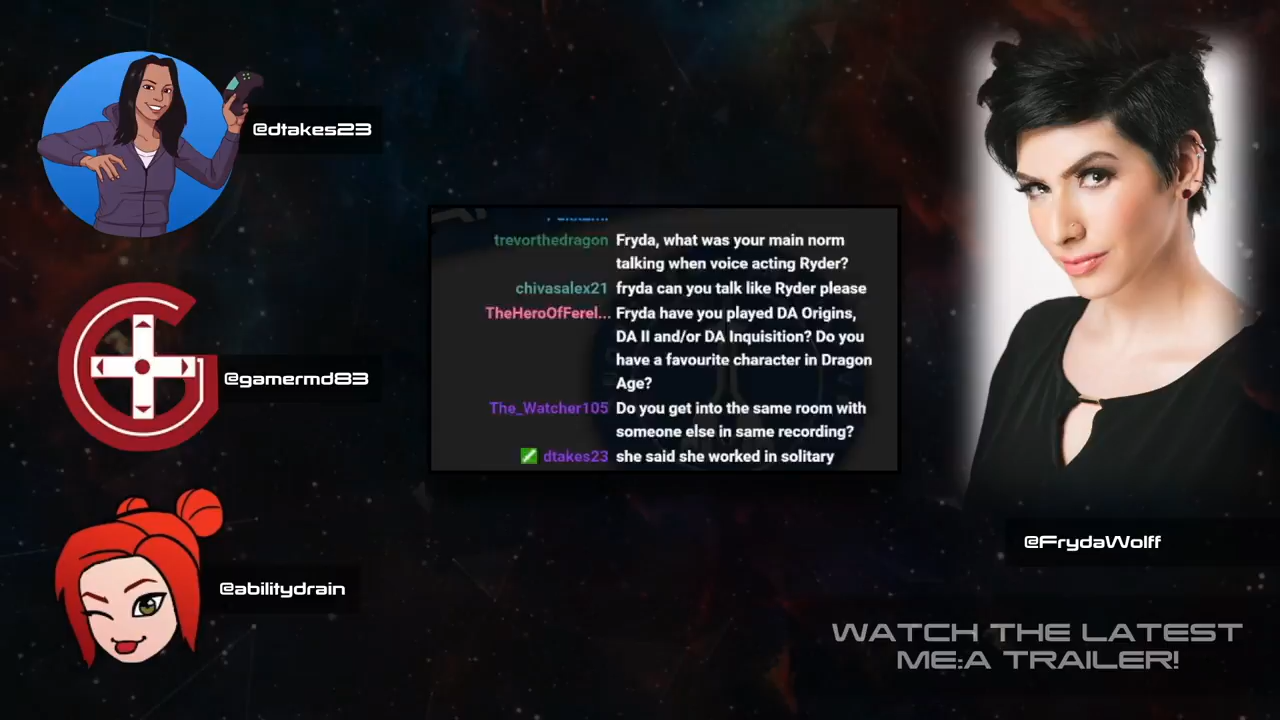 @dtakes23
@gamermd83
@abilitydrain
trevorthedragon Fryda, what was your main norm
talking when voice acting Ryder?
chivasalex21 fryda can you talk like Ryder please
TheHeroOfFerel... Fryda have you played DA Origins,
DA II and/or DA Inquisition? Do you
have a favourite character in Dragon
Age?
The_Watcher105 Do you get into the same room with
someone else in same recording?
dtakes23 she said she worked in solitary
@FrydaWolff
WATCH THE LATEST
ME:A TRAILER!